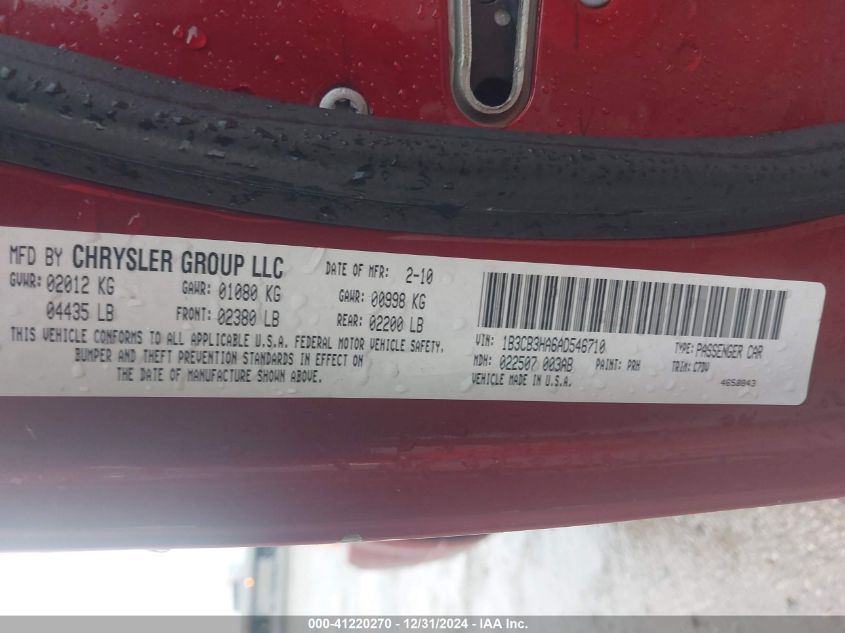 MFD BY CHRYSLER GROUP LLC DATE OF MFR: 2-10
GVWR: 02012 KG GAWR: 01080 KG GAWR: 00998 KG
04435 LB FRONT: 02380 LB REAR: 02200 LB
THIS VEHICLE CONFORMS TO ALL APPLICABLE U.S.A. FEDERAL MOTOR VEHICLE SAFETY,
BUMPER AND THEFT PREVENTION STANDARDS IN EFFECT ON
THE DATE OF MANUFACTURE SHOWN ABOVE.
VIN: 1B3CB3HA6AD546710 TYPE: PASSENGER CAR
MDH: 022507 003AB PAINT: PRH TRIM: C7DV
VEHICLE MADE IN U.S.A. 4658843
000-41220270 - 12/31/2024 - IAA Inc.